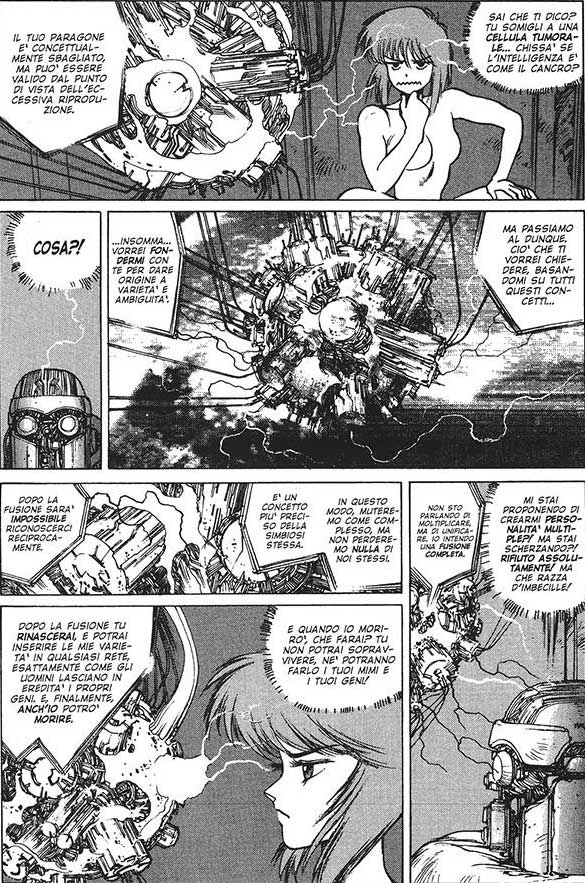 SAI CHE TI DICO?
TU SOMIGLI A UNA
CELLULA TUMORA-
LE... CHISSA' SE
L'INTELLIGENZA E'
COME IL CANCRO?
IL TUO PARAGONE
E' CONCETTUAL-
MENTE SBAGLIATO,
MA PUO' ESSERE
VALIDO DAL PUNTO
DI VISTA DELL'EC-
CESSIVA RIPRODU-
ZIONE.
MA PASSIAMO
AL DUNQUE.
CIO' CHE TI
VORREI CHIE-
DERE, BASAN-
DOMI SU TUTTI
QUESTI CON-
CETTI...
...INSOMMA...
VORREI FON-
DERMI CON
TE PER DARE
ORIGINE A
VARIETA' E
AMBIGUITA'.
COSA?!
MI STAI
PROPONENDO DI
CREARMI PERSO-
NALITA' MULTI-
PLE?! MA STAI
SCHERZANDO?!
RIFIUTO ASSOLU-
TAMENTE! MA
CHE RAZZA
D'IMBECILLE!
NON STO
PARLANDO DI
MOLTIPLICARE,
MA DI UNIFICA-
RE. IO INTENDO
UNA FUSIONE
COMPLETA.
IN QUESTO
MODO, MUTERE-
MO COME COM-
PLESSO, MA
NON PERDERE-
MO NULLA DI
NOI STESSI.
E' UN
CONCETTO
PIU' PRECI-
SO DELLA
SIMBIOSI
STESSA.
DOPO LA
FUSIONE SARA'
IMPOSSIBILE
RICONOSCERCI
RECIPROCA-
MENTE.
E QUANDO IO MORI-
RO', CHE FARAI? TU
NON POTRAI SOPRAV-
VIVERE, NE' POTRANNO
FARLO I TUOI MIMI E
I TUOI GENI!
DOPO LA FUSIONE TU
RINASCERAI, E POTRAI
INSERIRE LE MIE VARIE-
TA' IN QUALSIASI RETE,
ESATTAMENTE COME GLI
UOMINI LASCIANO IN
EREDITA' I PROPRI
GENI. E, FINALMENTE,
ANCH'IO POTRO'
MORIRE.